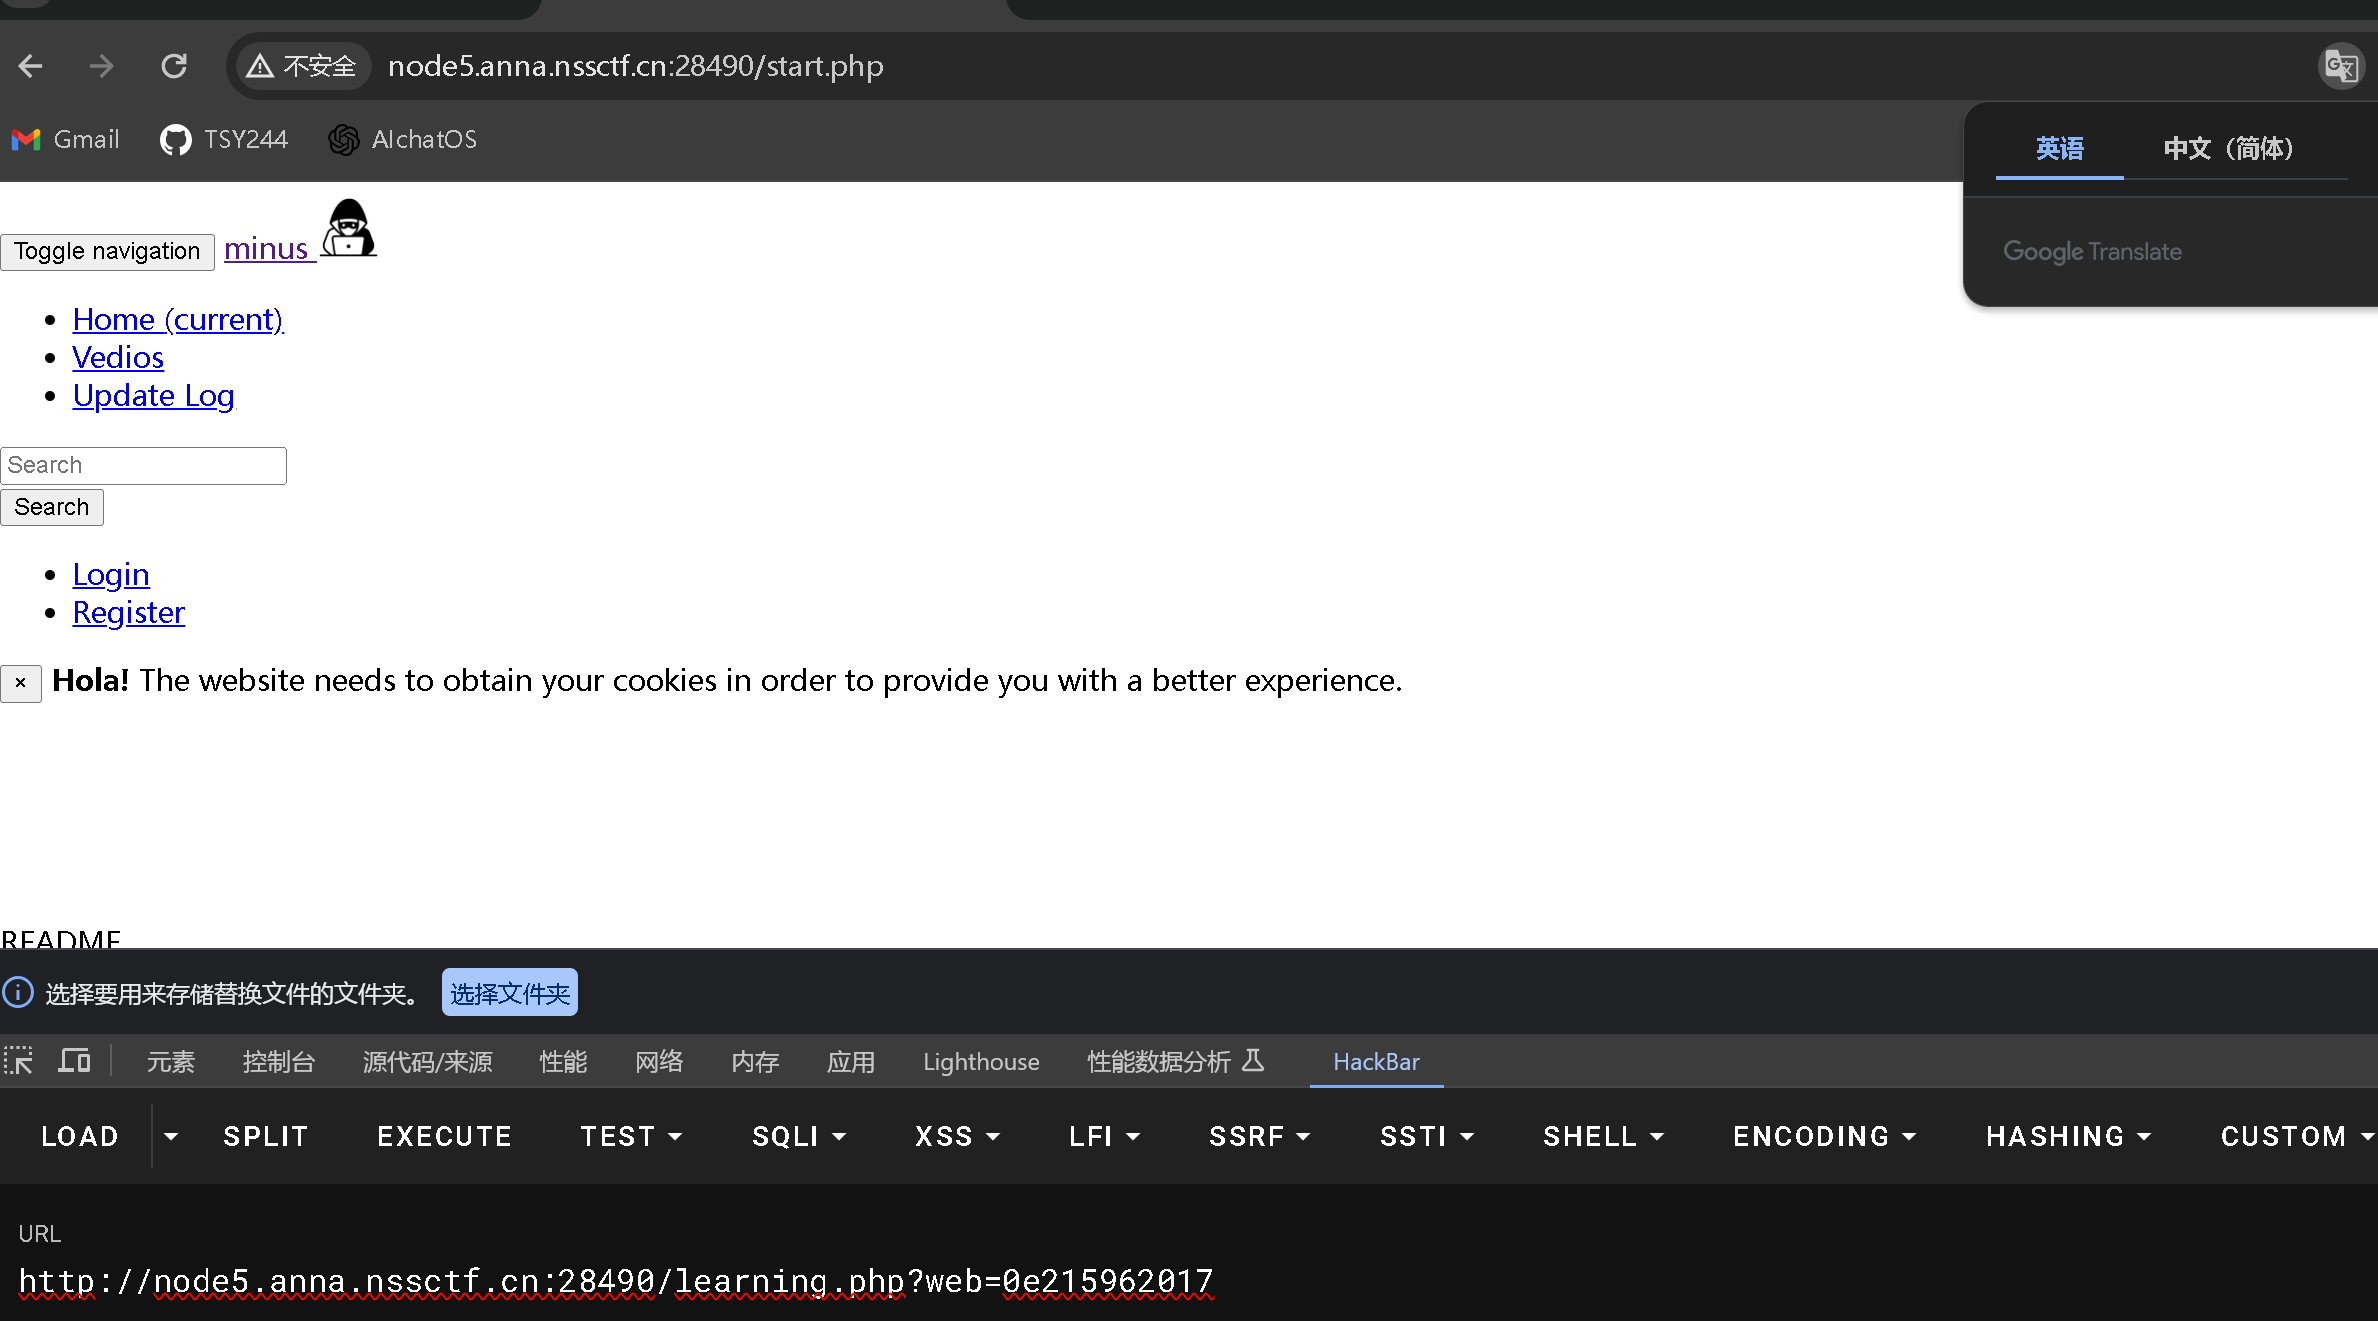 不安全 node5.anna.nssctf.cn:28490/start.php
Gmail TSY244 AIchatOS
英语 中文（简体）
Google Translate
Toggle navigation minus
Home (current)
Vedios
Update Log
Search
Search
Login
Register
× Hola! The website needs to obtain your cookies in order to provide you with a better experience.
README
选择要用来存储替换文件的文件夹。 选择文件夹
元素 控制台 源代码/来源 性能 网络 内存 应用 Lighthouse 性能数据分析 HackBar
LOAD SPLIT EXECUTE TEST SQLI XSS LFI SSRF SSTI SHELL ENCODING HASHING CUSTOM
URL
http://node5.anna.nssctf.cn:28490/learning.php?web=0e215962017